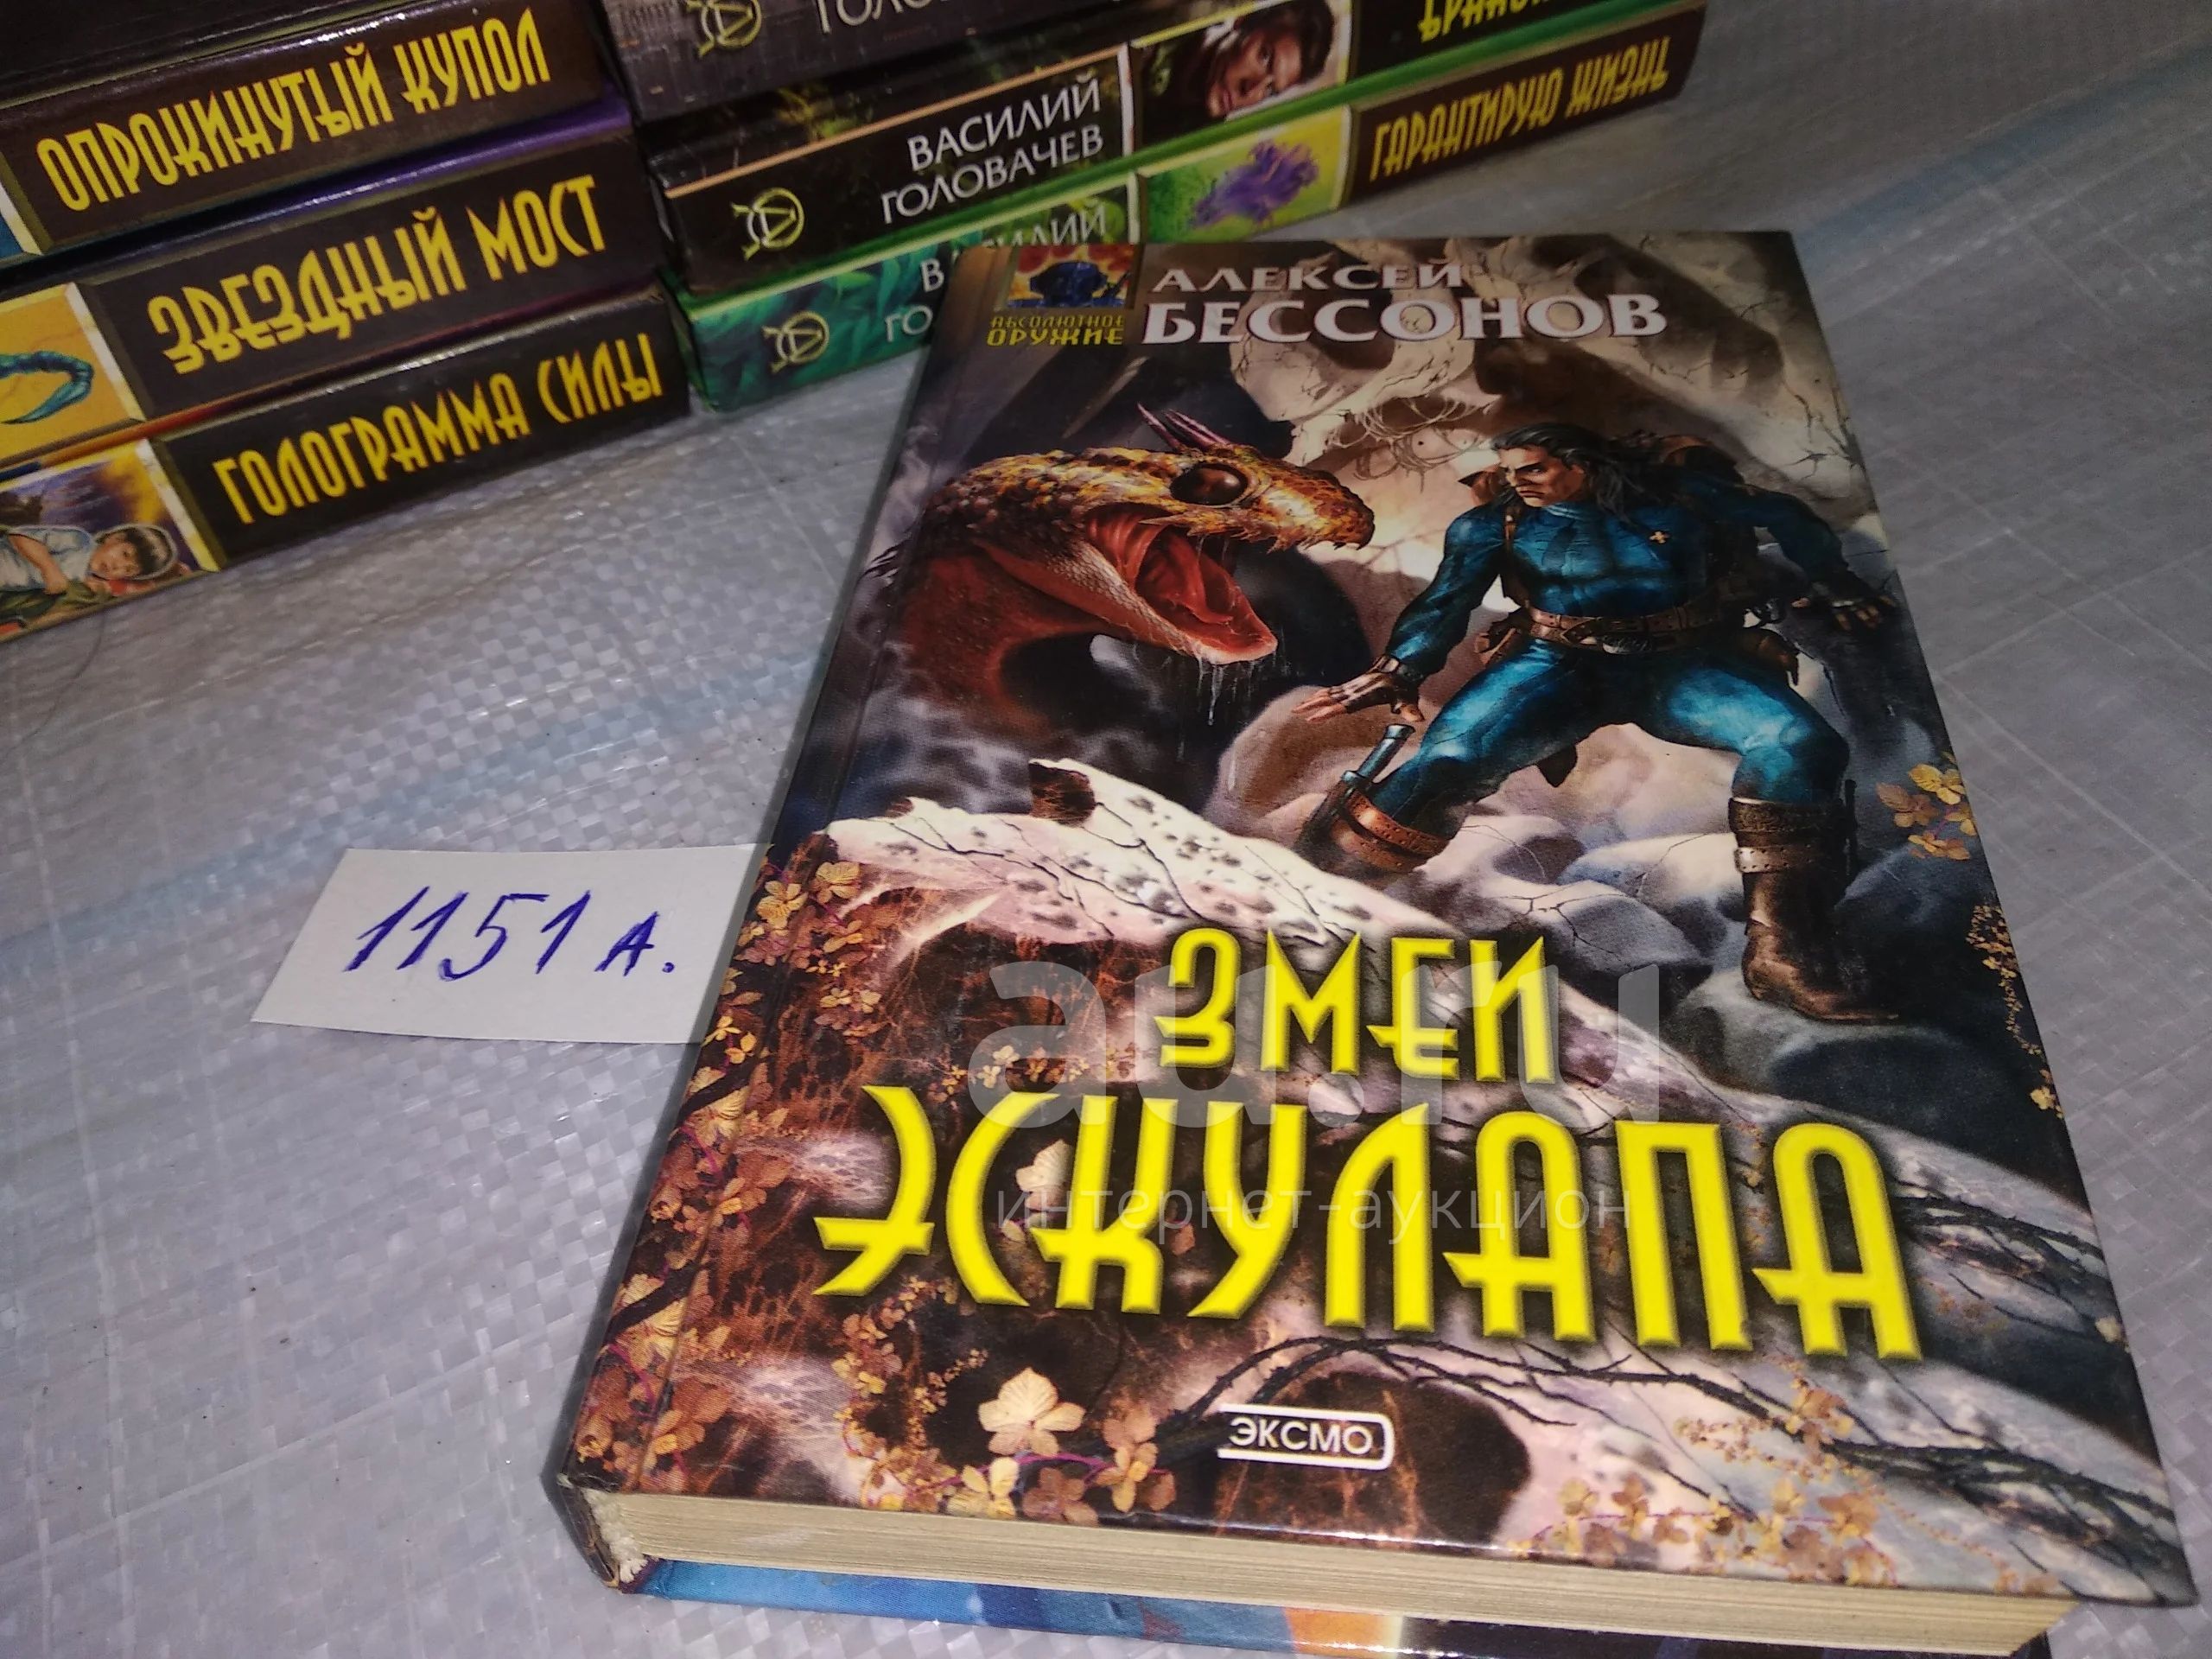 ОПРОКИНУТЫЙ КУПОЛ
ЗВЕЗДНЫЙ МОСТ
ГОЛОГРАММА СИЛЫ
ВАСИЛИЙ
ГОЛОВАЧЕВ
ГАРАНТИРУЮ ЖИЗНЬ
АБСОЛЮТНОЕ
ОРУЖИЕ
АЛЕКСЕЙ
БЕССОНОВ
1151 А.
ЗМЕИ
ЭСКУЛАПА
ЭКСМО
au.ru
интернет-аукцион